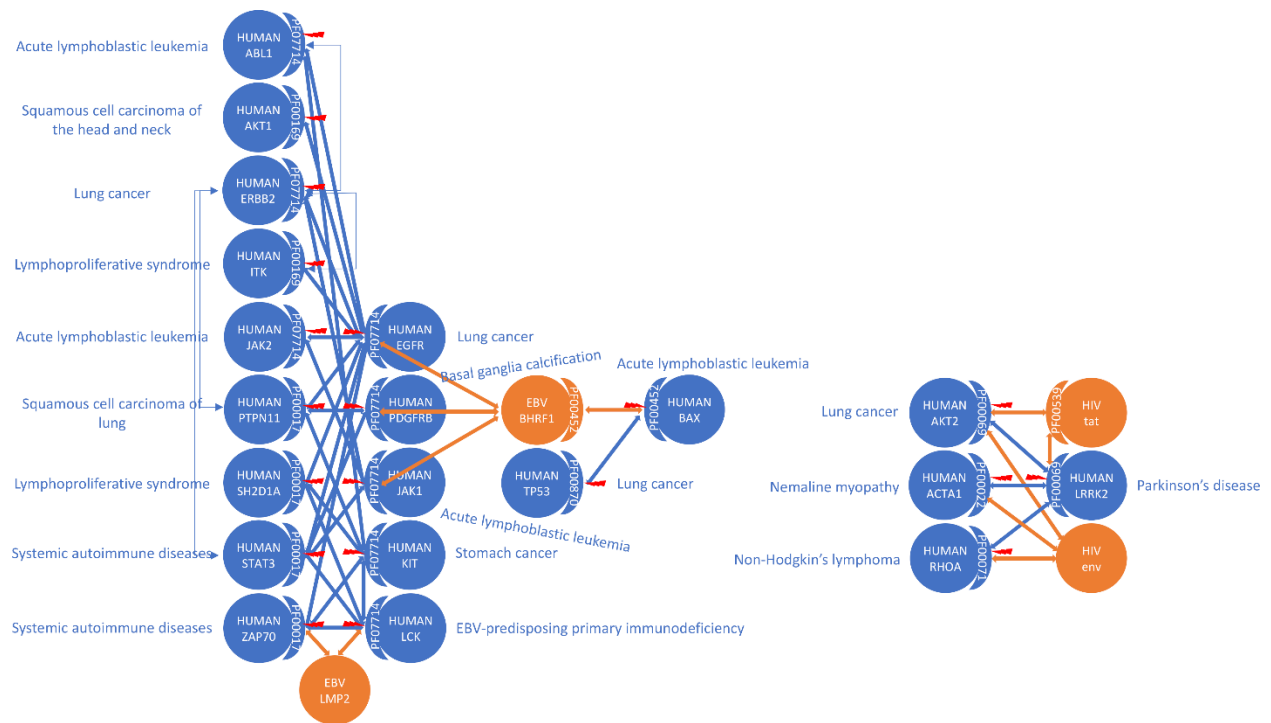 Acute lymphoblastic leukemia
HUMAN
ABL1
PF07714
Squamous cell carcinoma of
the head and neck
HUMAN
AKT1
PF00169
Lung cancer
HUMAN
ERBB2
PF07714
Lymphoproliferative syndrome
HUMAN
ITK
PF00169
Acute lymphoblastic leukemia
HUMAN
JAK2
PF07714
Squamous cell carcinoma of
lung
HUMAN
PTPN11
PF00017
Lymphoproliferative syndrome
HUMAN
SH2D1A
PF00017
Systemic autoimmune diseases
HUMAN
STAT3
PF00017
Systemic autoimmune diseases
HUMAN
ZAP70
PF00017
PF07714
HUMAN
EGFR
Lung cancer
PF07714
HUMAN
PDGFRB
Basal ganglia calcification
PF07714
HUMAN
JAK1
Acute lymphoblastic leukemia
PF07714
HUMAN
KIT
Stomach cancer
PF07714
HUMAN
LCK
EBV-predisposing primary immunodeficiency
EBV
LMP2
EBV
BHRF1
PF00452
Acute lymphoblastic leukemia
PF00452
HUMAN
BAX
HUMAN
TP53
PF00870
Lung cancer
Lung cancer
HUMAN
AKT2
PF00069
PF00539
HIV
tat
Nemaline myopathy
HUMAN
ACTA1
PF00022
PF00069
HUMAN
LRRK2
Parkinson's disease
Non-Hodgkin's lymphoma
HUMAN
RHOA
PF00071
HIV
env